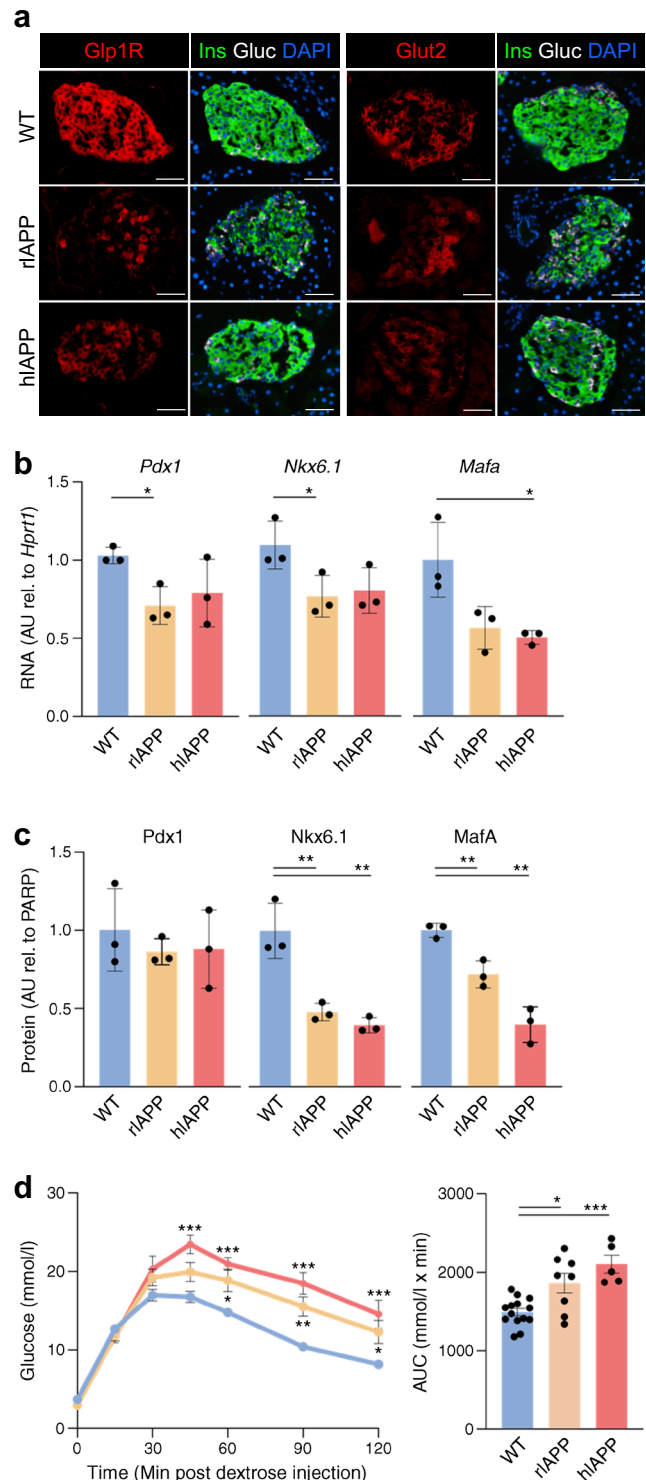 a
Glp1R Ins Gluc DAPI Glut2 Ins Gluc DAPI
WT
rIAPP
hIAPP
b
Pdx1 Nkx6.1 Mafa
RNA (AU rel. to Hprt1)
1.5
* * *
1.0
0.5
0.0
WT rIAPP hIAPP WT rIAPP hIAPP WT rIAPP hIAPP
c
Pdx1 Nkx6.1 MafA
Protein (AU rel. to PARP)
1.5
** ** ** **
1.0
0.5
0.0
WT rIAPP hIAPP WT rIAPP hIAPP WT rIAPP hIAPP
d
Glucose (mmol/l)
30
20
10
0
*** *** *** ***
* ** *
0 30 60 90 120
Time (Min post dextrose injection)
AUC (mmol/l x min)
3000
2000
1000
0
* ***
WT rIAPP hIAPP